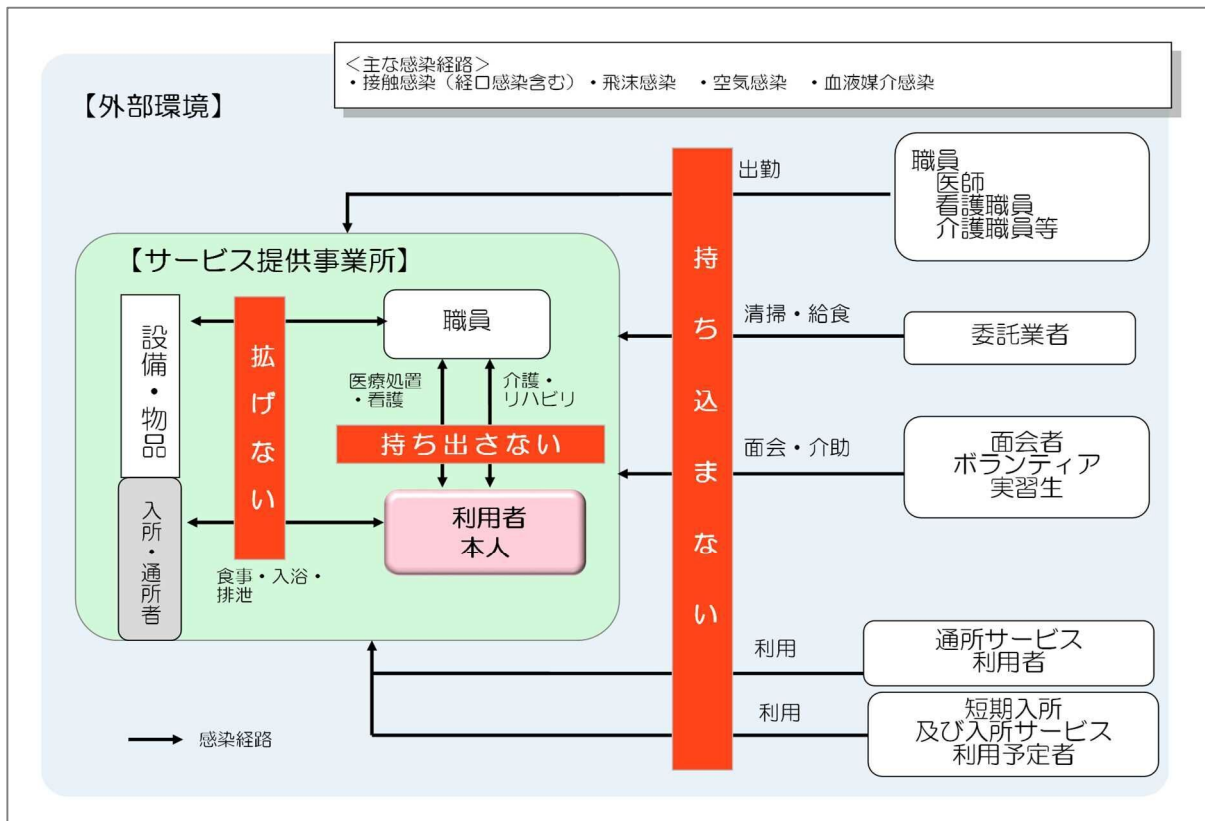 ＜主な感染経路＞
・接触感染（経口感染含む）・飛沫感染　・空気感染　・血液媒介感染
【外部環境】
出勤
職員
医師
看護職員
介護職員等
【サービス提供事業所】
設備・物品
拡げない
職員
医療処置
・看護
介護・
リハビリ
持ち出さない
利用者
本人
入所・通所者
食事・入浴・
排泄
持ち込まない
清掃・給食
委託業者
面会・介助
面会者
ボランティア
実習生
利用
通所サービス
利用者
利用
短期入所
及び入所サービス
利用予定者
感染経路